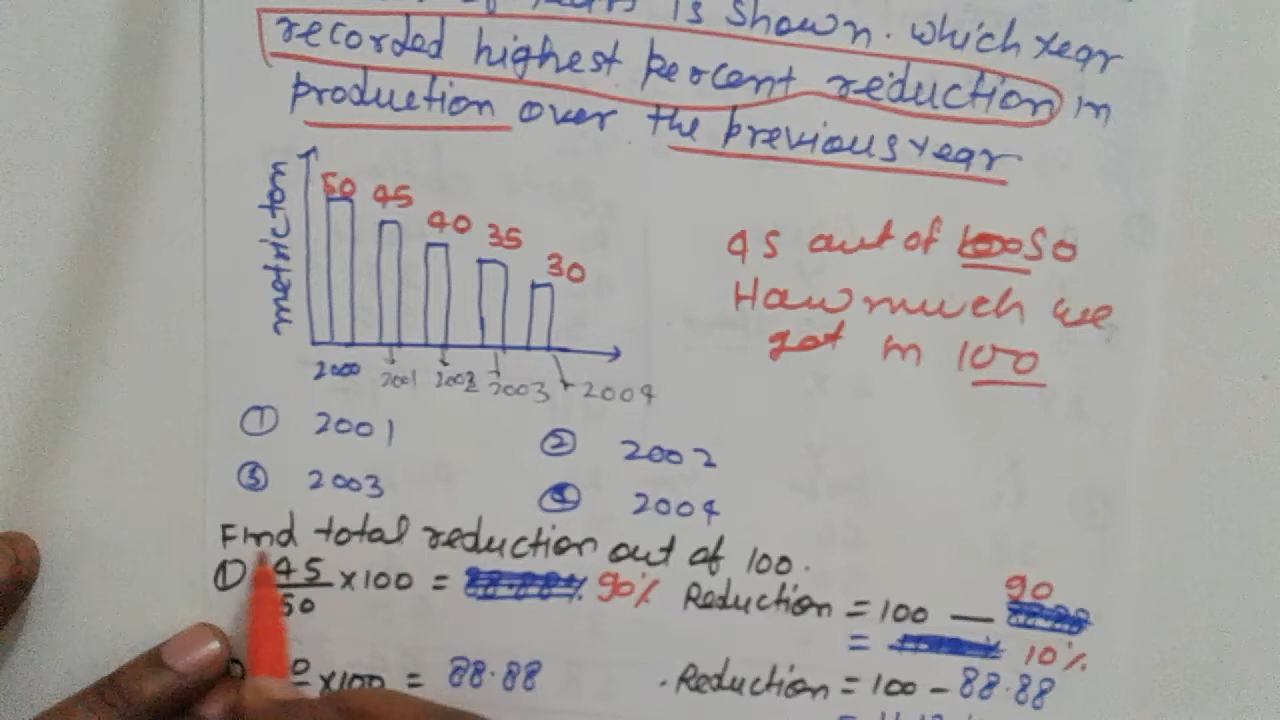 is shown. which year
recorded highest percent reduction in
production over the previous year
metric ton
50 45 40 35 30
2000 2001 2002 2003 2004
45 out of 50
How much we
get in 100
① 2001 ② 2002
③ 2003 ④ 2004
Find total reduction out of 100.
① 45/50 ×100 = 90% Reduction = 100 — 90
= 10%
×100 = 88.88 Reduction = 100 - 88.88